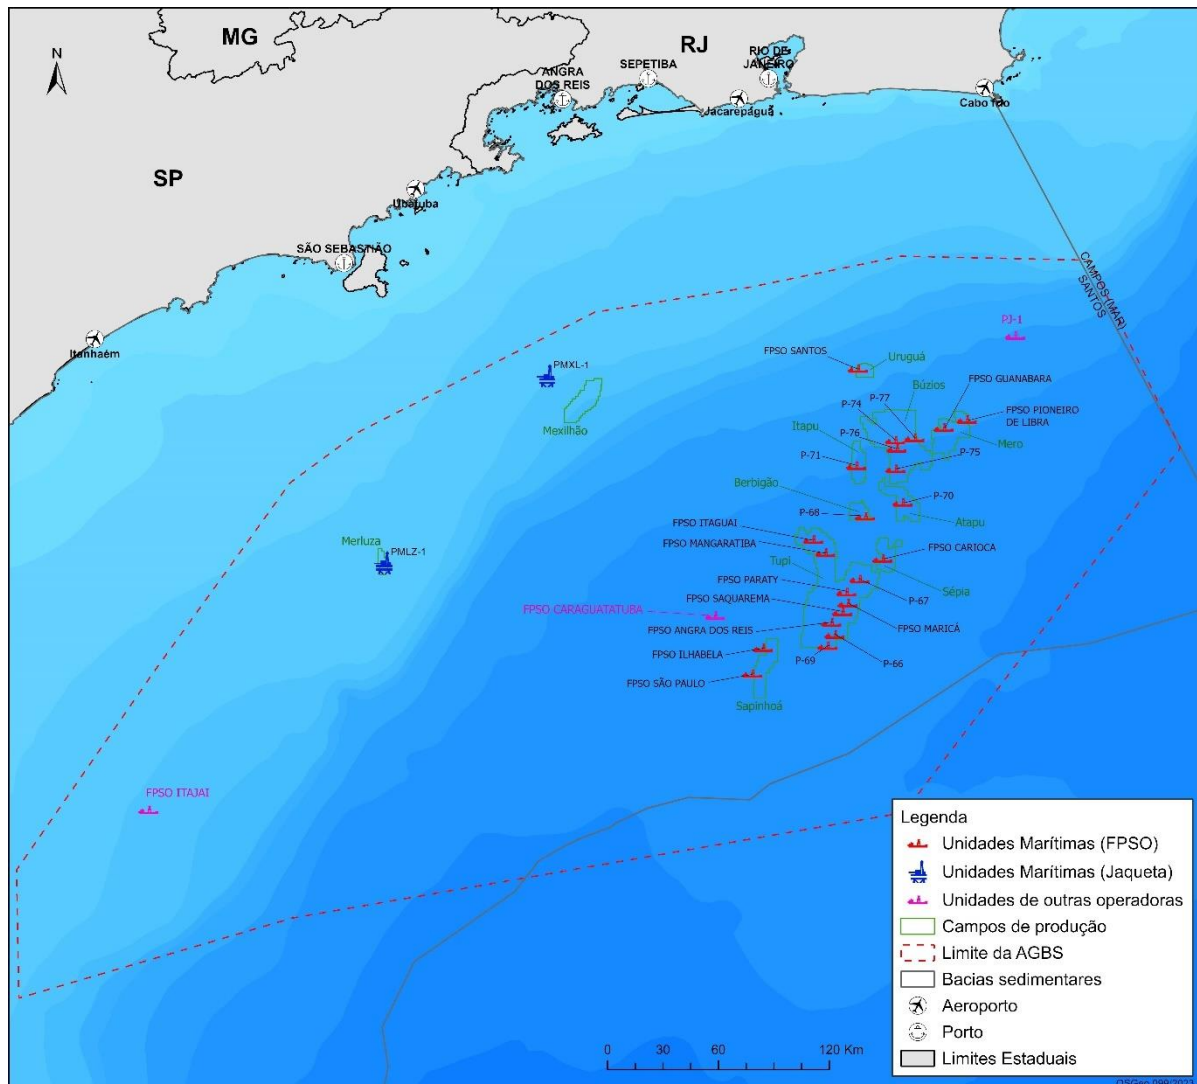 MG
RJ
N
RIO DE
JANEIRO
SEPETIBA
ANGRA
DOS REIS
Jacarepaguá
Cabo Frio
SP
Ubatuba
SÃO SEBASTIÃO
Itanhaém
CAMPOS (MAR)
SANTOS
PJ-1
FPSO SANTOS
Uruguá
PMXL-1
FPSO GUANABARA
Búzios
P-77
P-74
FPSO PIONEIRO
DE LIBRA
Mexilhão
Itapu
P-76
Mero
P-71
P-75
Berbigão
P-70
P-68
Atapu
FPSO ITAGUAI
Merluza
FPSO MANGARATIBA
FPSO CARIOCA
PMLZ-1
Tupi
FPSO PARATY
Sépia
FPSO SAQUAREMA
P-67
FPSO CARAGUATATUBA
FPSO MARICÁ
FPSO ANGRA DOS REIS
FPSO ILHABELA
P-66
P-69
FPSO SÃO PAULO
Sapinhoá
FPSO ITAJAI
Legenda
Unidades Marítimas (FPSO)
Unidades Marítimas (Jaqueta)
Unidades de outras operadoras
Campos de produção
Limite da AGBS
Bacias sedimentares
Aeroporto
Porto
Limites Estaduais
0 30 60 120 Km